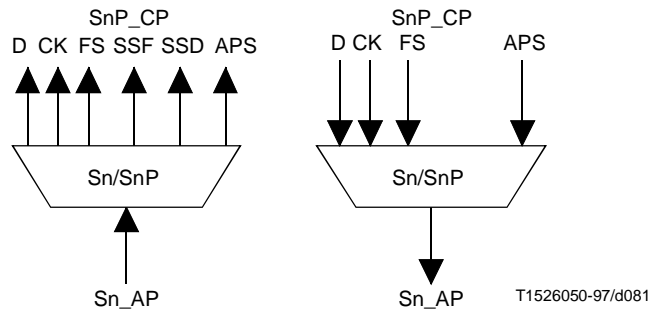 SnP_CP
D CK FS SSF SSD APS
Sn/SnP
Sn_AP
SnP_CP
D CK FS APS
Sn/SnP
Sn_AP
T1526050-97/d081